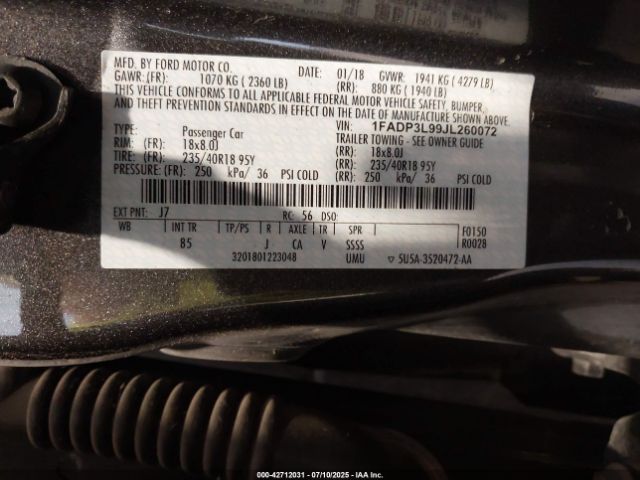 MFD. BY FORD MOTOR CO.
DATE: 01/18 GVWR: 1941 KG ( 4279 LB)
GAWR: (FR): 1070 KG ( 2360 LB) (RR): 880 KG ( 1940 LB)
THIS VEHICLE CONFORMS TO ALL APPLICABLE FEDERAL MOTOR VEHICLE SAFETY, BUMPER,
AND THEFT PREVENTION STANDARDS IN EFFECT ON THE DATE OF MANUFACTURE SHOWN ABOVE.
VIN: 1FADP3L99JL260072
TYPE: Passenger Car TRAILER TOWING - SEE OWNER GUIDE
RIM: (FR): 18x8.0J (RR): 18x8.0J
TIRE: (FR): 235/40R18 95Y (RR): 235/40R18 95Y
PRESSURE: (FR): 250 kPa/ 36 PSI COLD (RR): 250 kPa/ 36 PSI COLD
EXT PNT: J7 RC: 56 DSO:
WB INT TR TP/PS R AXLE TR SPR F0150
85 J CA V SSSS R0028
3201801223048 UMU ▽ 5U5A-3520472-AA
000-42712031 - 07/10/2025 - IAA Inc.